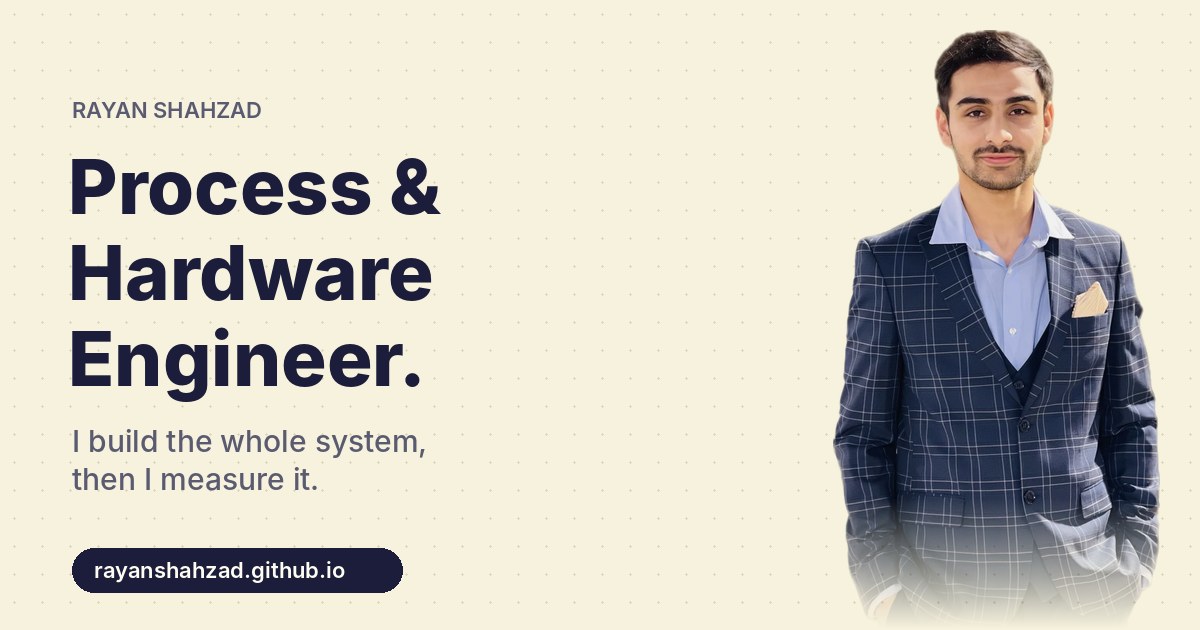 RAYAN SHAHZAD
Process &
Hardware
Engineer.
I build the whole system,
then I measure it.
rayanshahzad.github.io